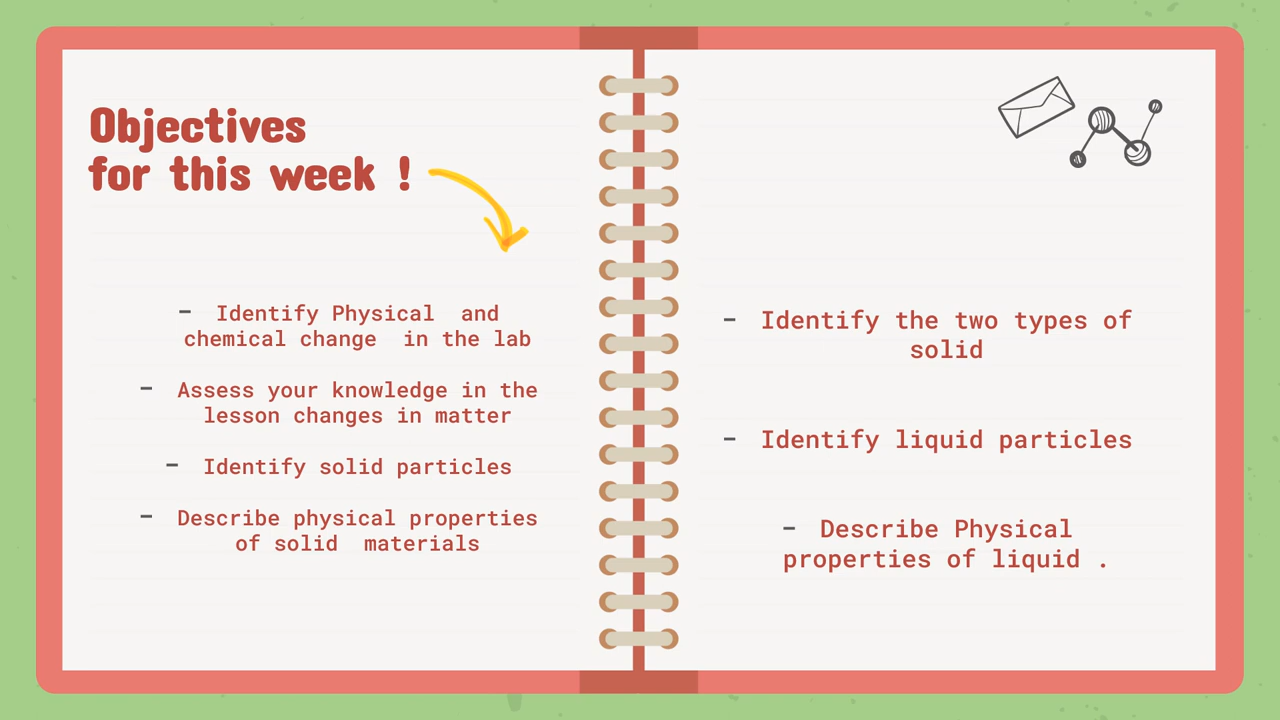 Objectives
for this week !
- Identify Physical and
chemical change in the lab
- Assess your knowledge in the
lesson changes in matter
- Identify solid particles
- Describe physical properties
of solid materials
- Identify the two types of
solid
- Identify liquid particles
- Describe Physical
properties of liquid .